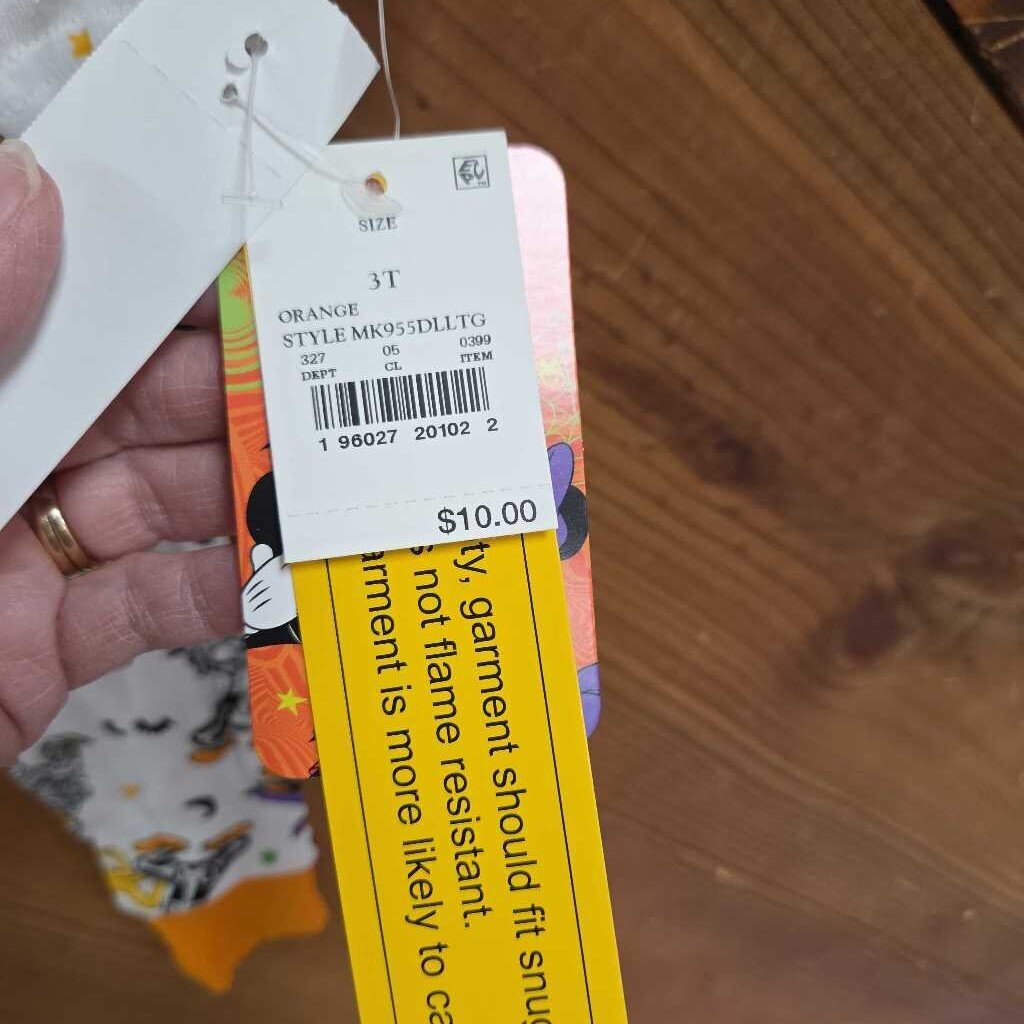 SIZE
3T
ORANGE
STYLE MK955DLLTG
327 05 0399
DEPT CL ITEM
1 96027 20102 2
$10.00
ty, garment should fit snug
s not flame resistant.
arment is more likely to ca